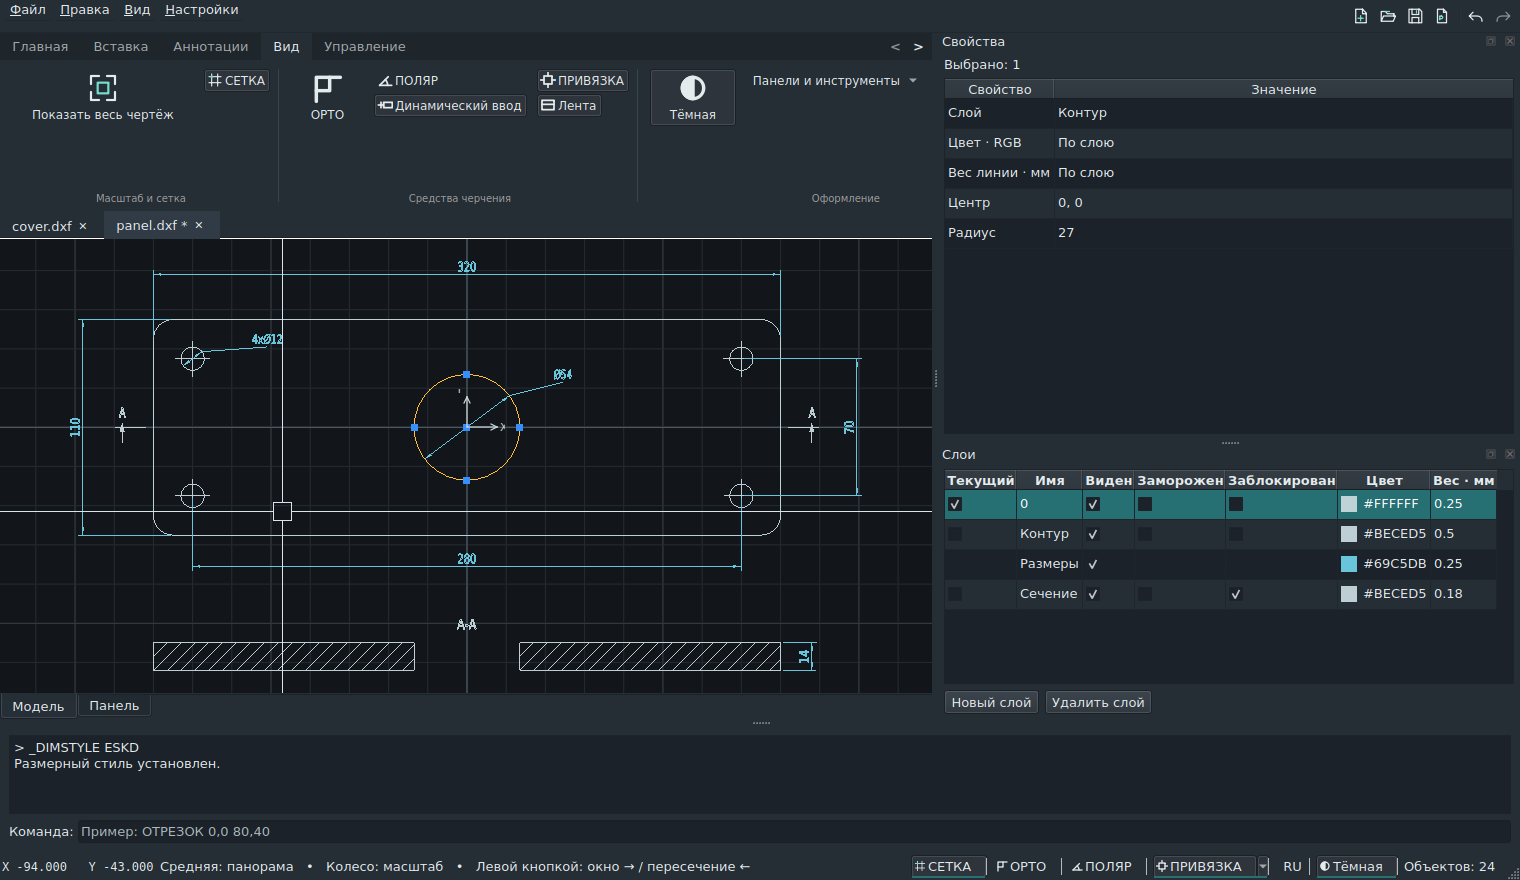 Файл Правка Вид Настройки
Главная Вставка Аннотации Вид Управление < >
Показать весь чертёж
СЕТКА
Масштаб и сетка
ОРТО
ПОЛЯР
Динамический ввод
ПРИВЯЗКА
Лента
Средства черчения
Тёмная
Панели и инструменты
Оформление
cover.dxf ×
panel.dxf * ×
320
4xØ12
Ø54
110
A
A
70
X
280
A-A
14
Модель Панель
Свойства
Выбрано: 1
Свойство Значение
Слой Контур
Цвет · RGB По слою
Вес линии · мм По слою
Центр 0, 0
Радиус 27
Слои
Текущий Имя Виден Заморожен Заблокирован Цвет Вес · мм
0 #FFFFFF 0.25
Контур #BECED5 0.5
Размеры #69C5DB 0.25
Сечение #BECED5 0.18
Новый слой Удалить слой
> _DIMSTYLE ESKD
Размерный стиль установлен.
Команда: Пример: ОТРЕЗОК 0,0 80,40
X -94.000 Y -43.000 Средняя: панорама • Колесо: масштаб • Левой кнопкой: окно → / пересечение ← СЕТКА ОРТО ПОЛЯР ПРИВЯЗКА RU Тёмная Объектов: 24